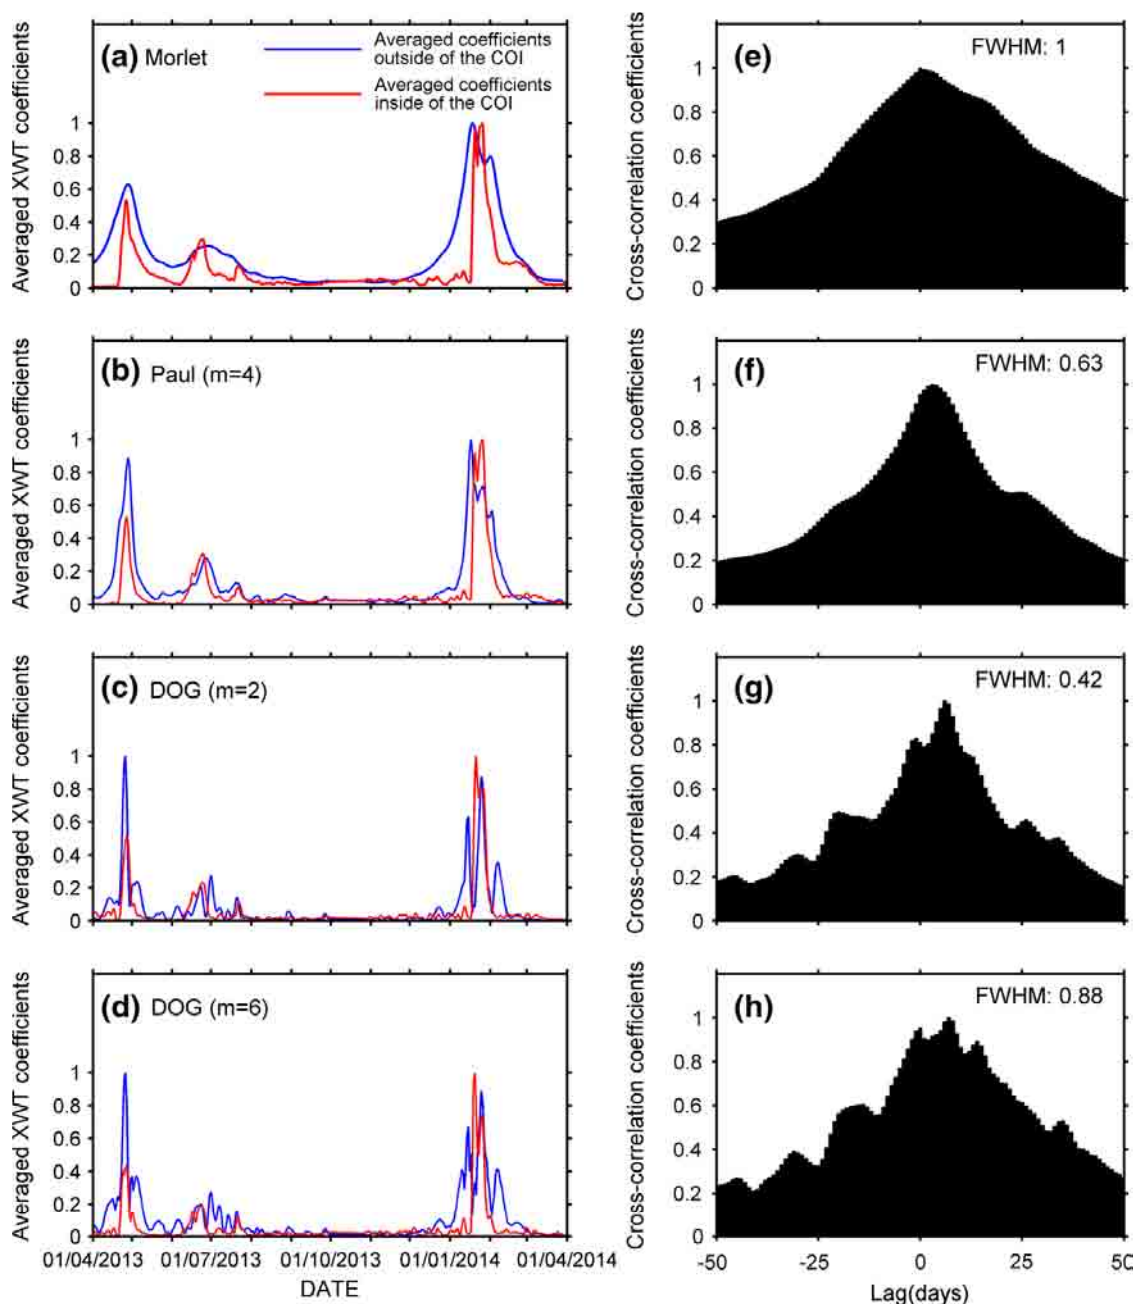 (a) Morlet
Averaged coefficients
outside of the COI
Averaged coefficients
inside of the COI
Averaged XWT coefficients
1
0.8
0.6
0.4
0.2
0
(e)
FWHM: 1
Cross-correlation coefficients
1
0.8
0.6
0.4
0.2
0
(b) Paul (m=4)
Averaged XWT coefficients
1
0.8
0.6
0.4
0.2
0
(f)
FWHM: 0.63
Cross-correlation coefficients
1
0.8
0.6
0.4
0.2
0
(c) DOG (m=2)
Averaged XWT coefficients
1
0.8
0.6
0.4
0.2
0
(g)
FWHM: 0.42
Cross-correlation coefficients
1
0.8
0.6
0.4
0.2
0
(d) DOG (m=6)
Averaged XWT coefficients
1
0.8
0.6
0.4
0.2
0
01/04/2013 01/07/2013 01/10/2013 01/01/2014 01/04/2014
DATE
(h)
FWHM: 0.88
Cross-correlation coefficients
1
0.8
0.6
0.4
0.2
0
-50 -25 0 25 50
Lag(days)